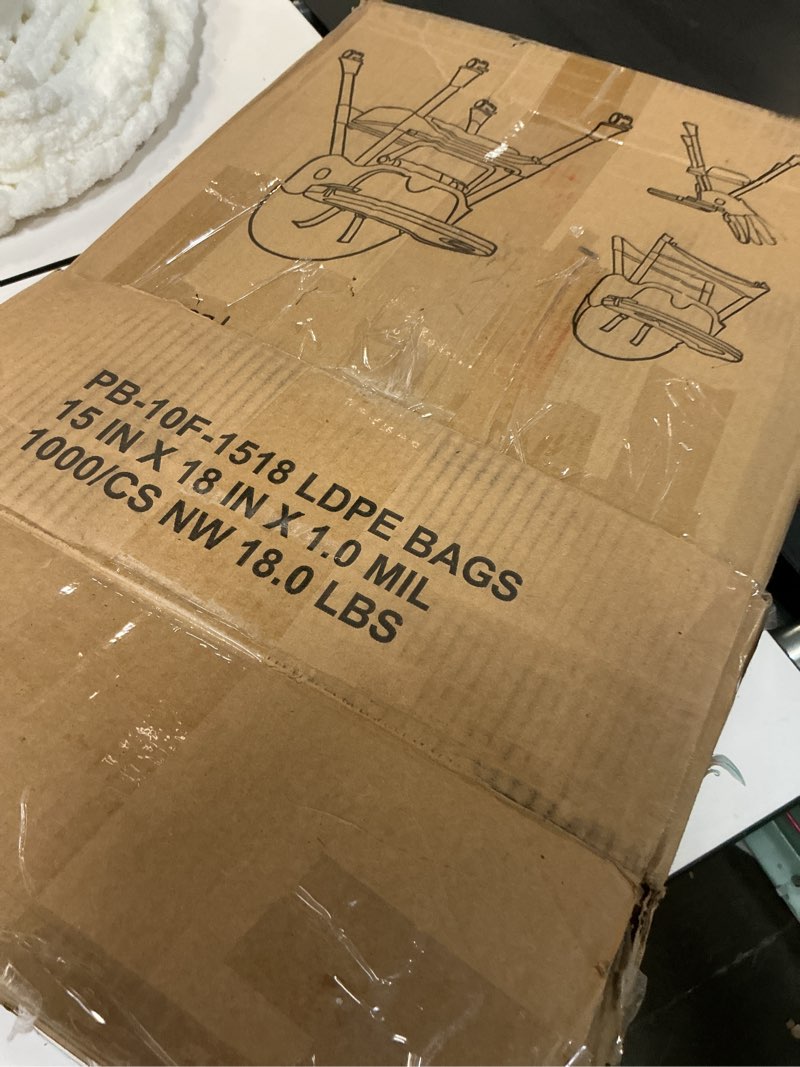 PB-10F-1518 LDPE BAGS
15 IN X 18 IN X 1.0 MIL
1000/CS NW 18.0 LBS